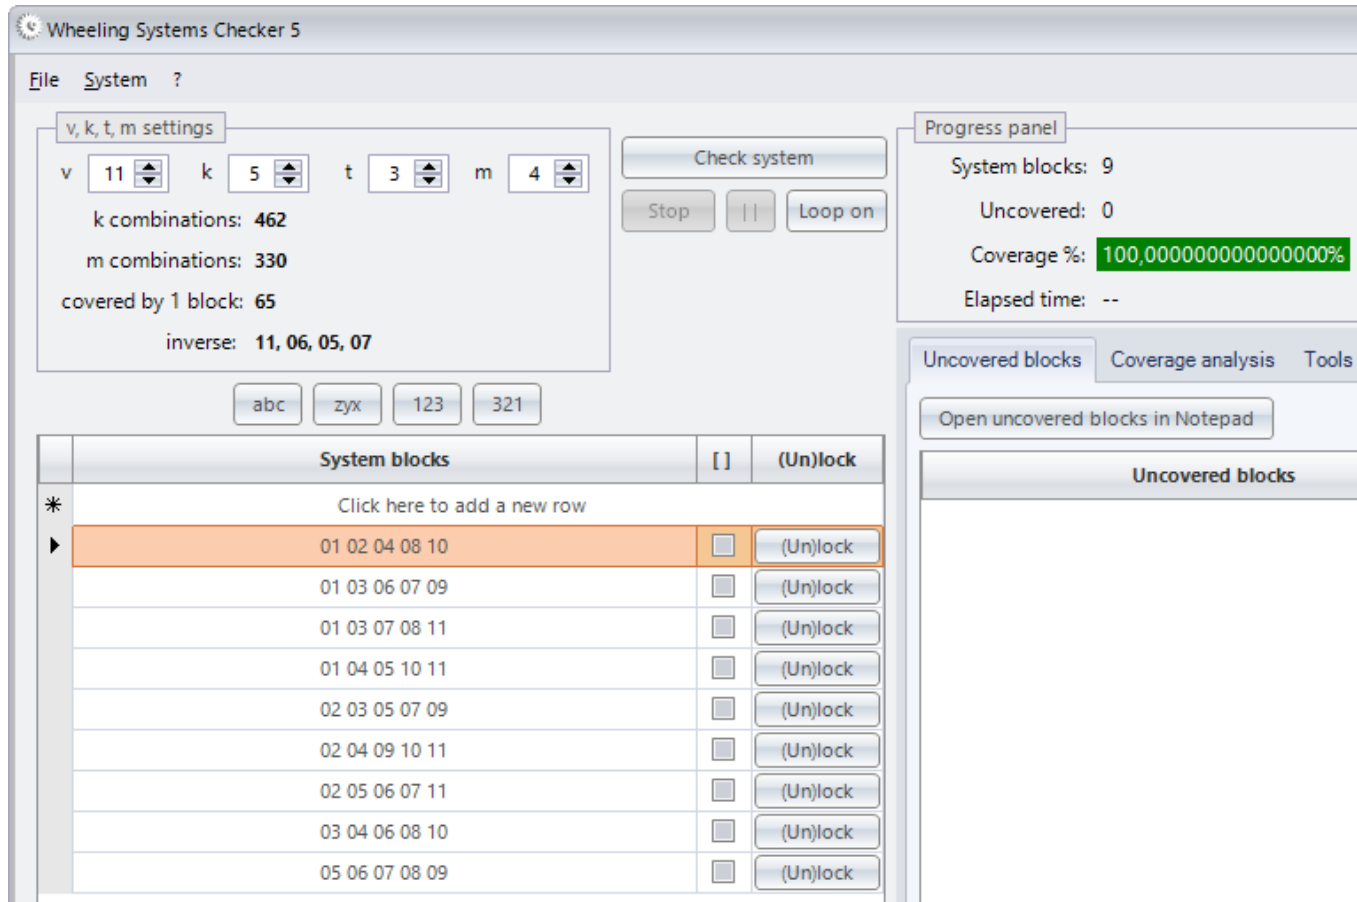 Wheeling Systems Checker 5
File System ?
v, k, t, m settings
v 11 k 5 t 3 m 4
k combinations: 462
m combinations: 330
covered by 1 block: 65
inverse: 11, 06, 05, 07
abc zyx 123 321
Check system
Stop || Loop on
Progress panel
System blocks: 9
Uncovered: 0
Coverage %: 100,000000000000000%
Elapsed time: --
System blocks [ ] (Un)lock
Click here to add a new row
01 02 04 08 10 (Un)lock
01 03 06 07 09 (Un)lock
01 03 07 08 11 (Un)lock
01 04 05 10 11 (Un)lock
02 03 05 07 09 (Un)lock
02 04 09 10 11 (Un)lock
02 05 06 07 11 (Un)lock
03 04 06 08 10 (Un)lock
05 06 07 08 09 (Un)lock
Uncovered blocks Coverage analysis Tools
Open uncovered blocks in Notepad
Uncovered blocks